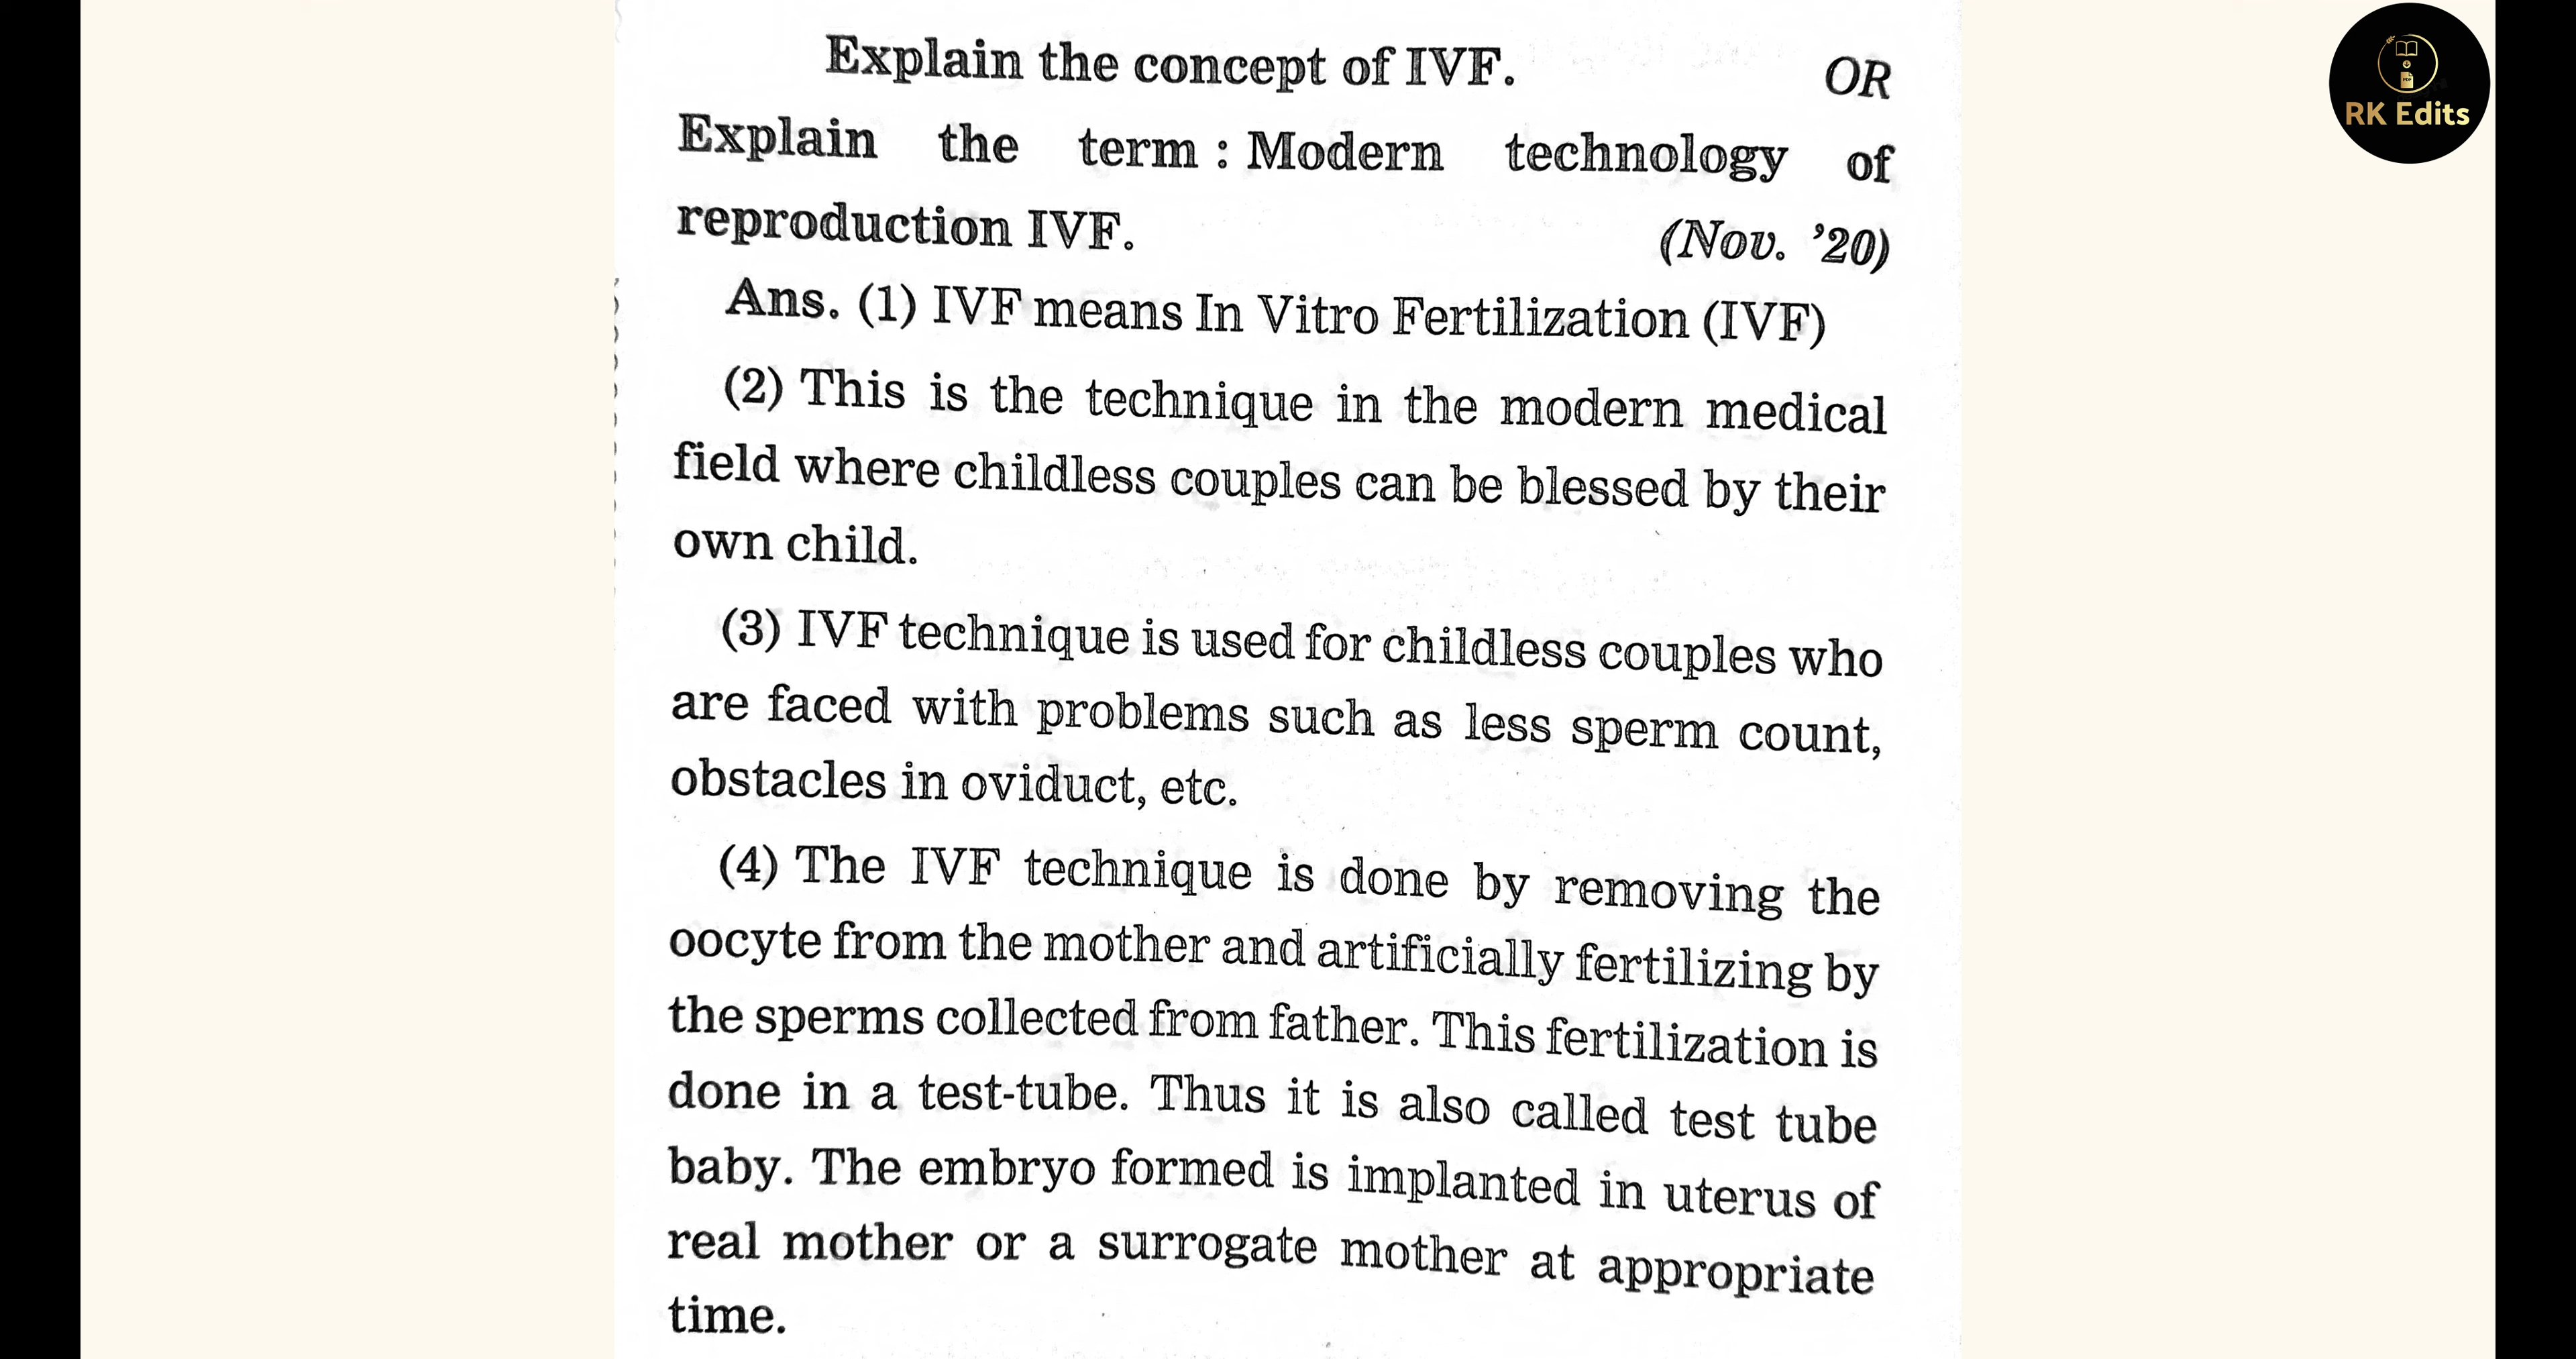 Explain the concept of IVF. OR
Explain the term : Modern technology of
reproduction IVF. (Nov. ’20)
Ans. (1) IVF means In Vitro Fertilization (IVF)
(2) This is the technique in the modern medical
field where childless couples can be blessed by their
own child.
(3) IVF technique is used for childless couples who
are faced with problems such as less sperm count,
obstacles in oviduct, etc.
(4) The IVF technique is done by removing the
oocyte from the mother and artificially fertilizing by
the sperms collected from father. This fertilization is
done in a test-tube. Thus it is also called test tube
baby. The embryo formed is implanted in uterus of
real mother or a surrogate mother at appropriate
time.
RK Edits